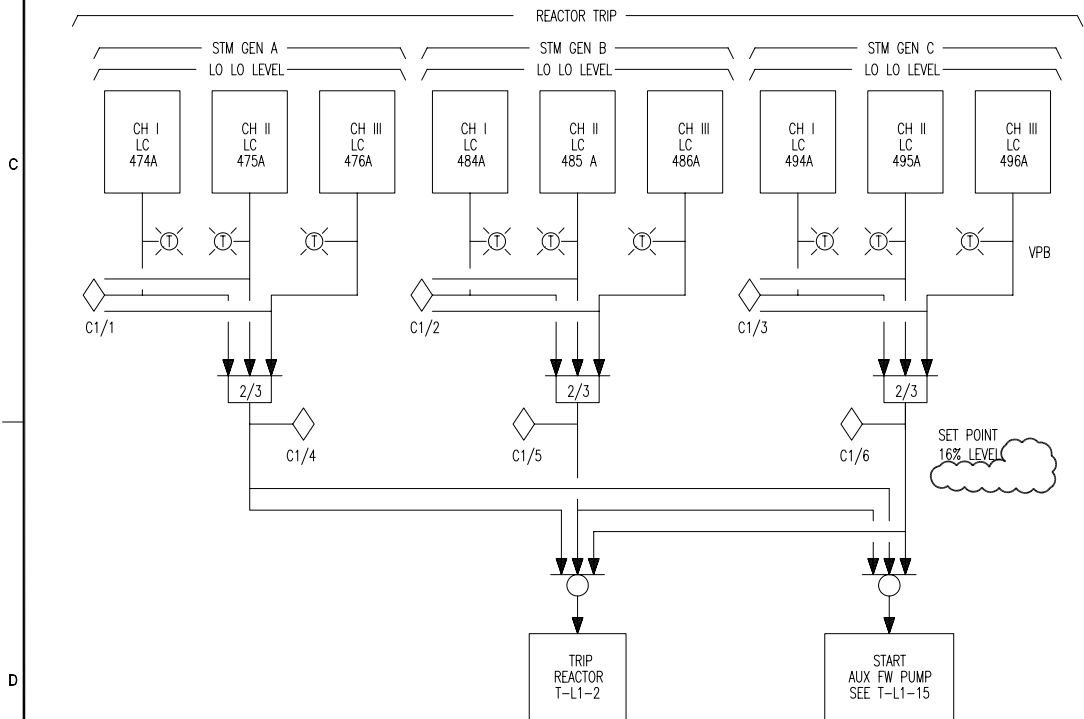 REACTOR TRIP
STM GEN A
LO LO LEVEL
STM GEN B
LO LO LEVEL
STM GEN C
LO LO LEVEL
CH I
LC
474A
CH II
LC
475A
CH III
LC
476A
CH I
LC
484A
CH II
LC
485 A
CH III
LC
486A
CH I
LC
494A
CH II
LC
495A
CH III
LC
496A
C
T
T
T
T
T
T
T
T
T
VPB
C1/1
C1/2
C1/3
2/3
2/3
2/3
C1/4
C1/5
C1/6
SET POINT
16% LEVEL
TRIP
REACTOR
T-L1-2
START
AUX FW PUMP
SEE T-L1-15
D